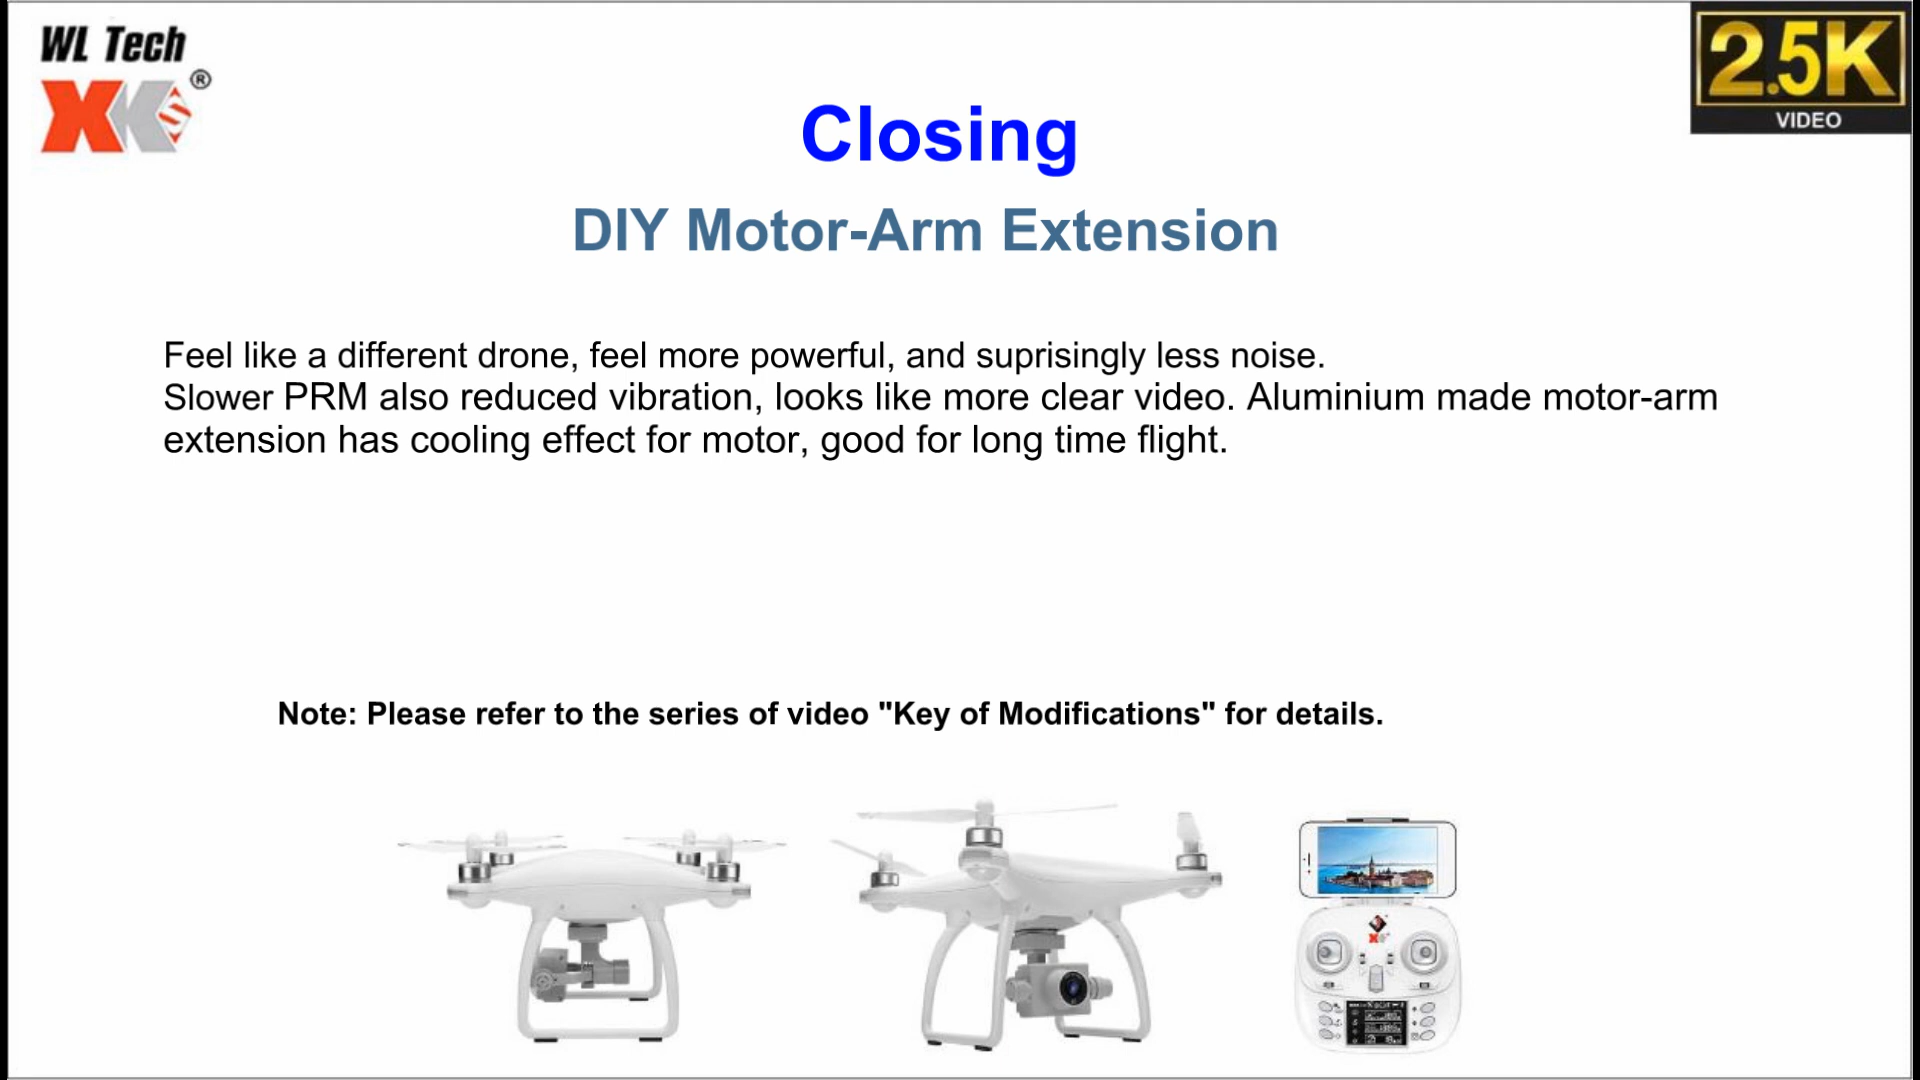 WL Tech
XK®
2.5K
VIDEO
Closing
DIY Motor-Arm Extension
Feel like a different drone, feel more powerful, and suprisingly less noise.
Slower PRM also reduced vibration, looks like more clear video. Aluminium made motor-arm
extension has cooling effect for motor, good for long time flight.
Note: Please refer to the series of video "Key of Modifications" for details.